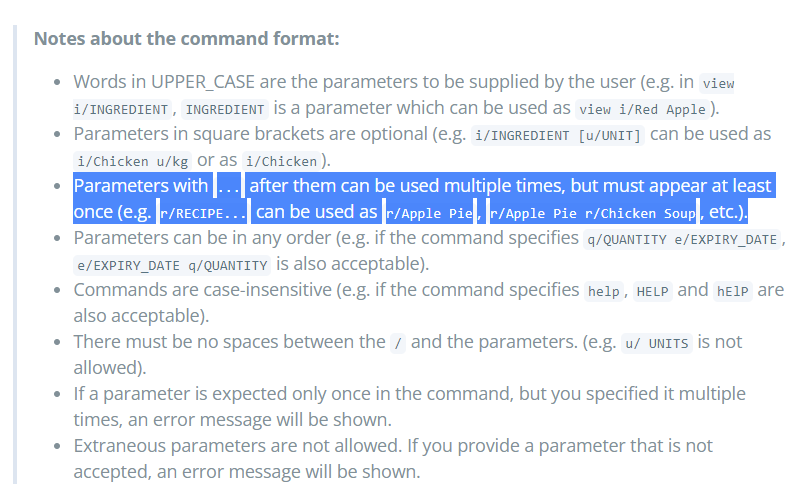 Notes about the command format:
Words in UPPER_CASE are the parameters to be supplied by the user (e.g. in view
i/INGREDIENT, INGREDIENT is a parameter which can be used as view i/Red Apple).
Parameters in square brackets are optional (e.g. i/INGREDIENT [u/UNIT] can be used as
i/Chicken u/kg or as i/Chicken).
Parameters with ... after them can be used multiple times, but must appear at least
once (e.g. r/RECIPE... can be used as r/Apple Pie, r/Apple Pie r/Chicken Soup, etc.).
Parameters can be in any order (e.g. if the command specifies q/QUANTITY e/EXPIRY_DATE,
e/EXPIRY_DATE q/QUANTITY is also acceptable).
Commands are case-insensitive (e.g. if the command specifies help, HELP and hElP are
also acceptable).
There must be no spaces between the / and the parameters. (e.g. u/ UNITS is not
allowed).
If a parameter is expected only once in the command, but you specified it multiple
times, an error message will be shown.
Extraneous parameters are not allowed. If you provide a parameter that is not
accepted, an error message will be shown.